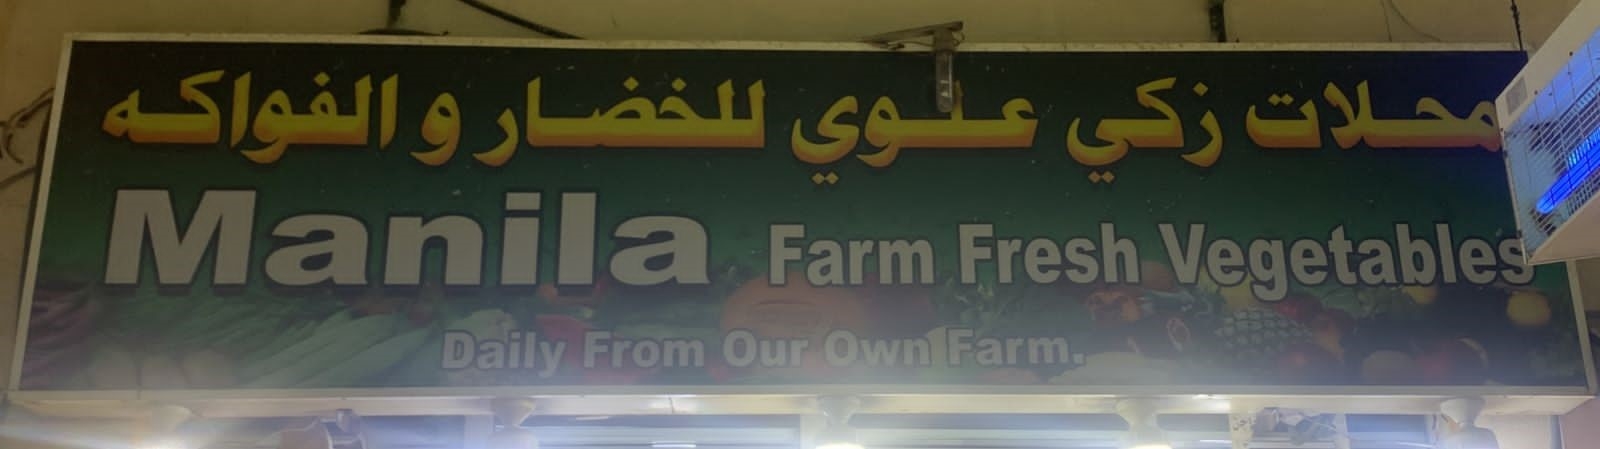 محلات زكي علوي للخضار و الفواكه
Manila Farm Fresh Vegetables
Daily From Our Own Farm.